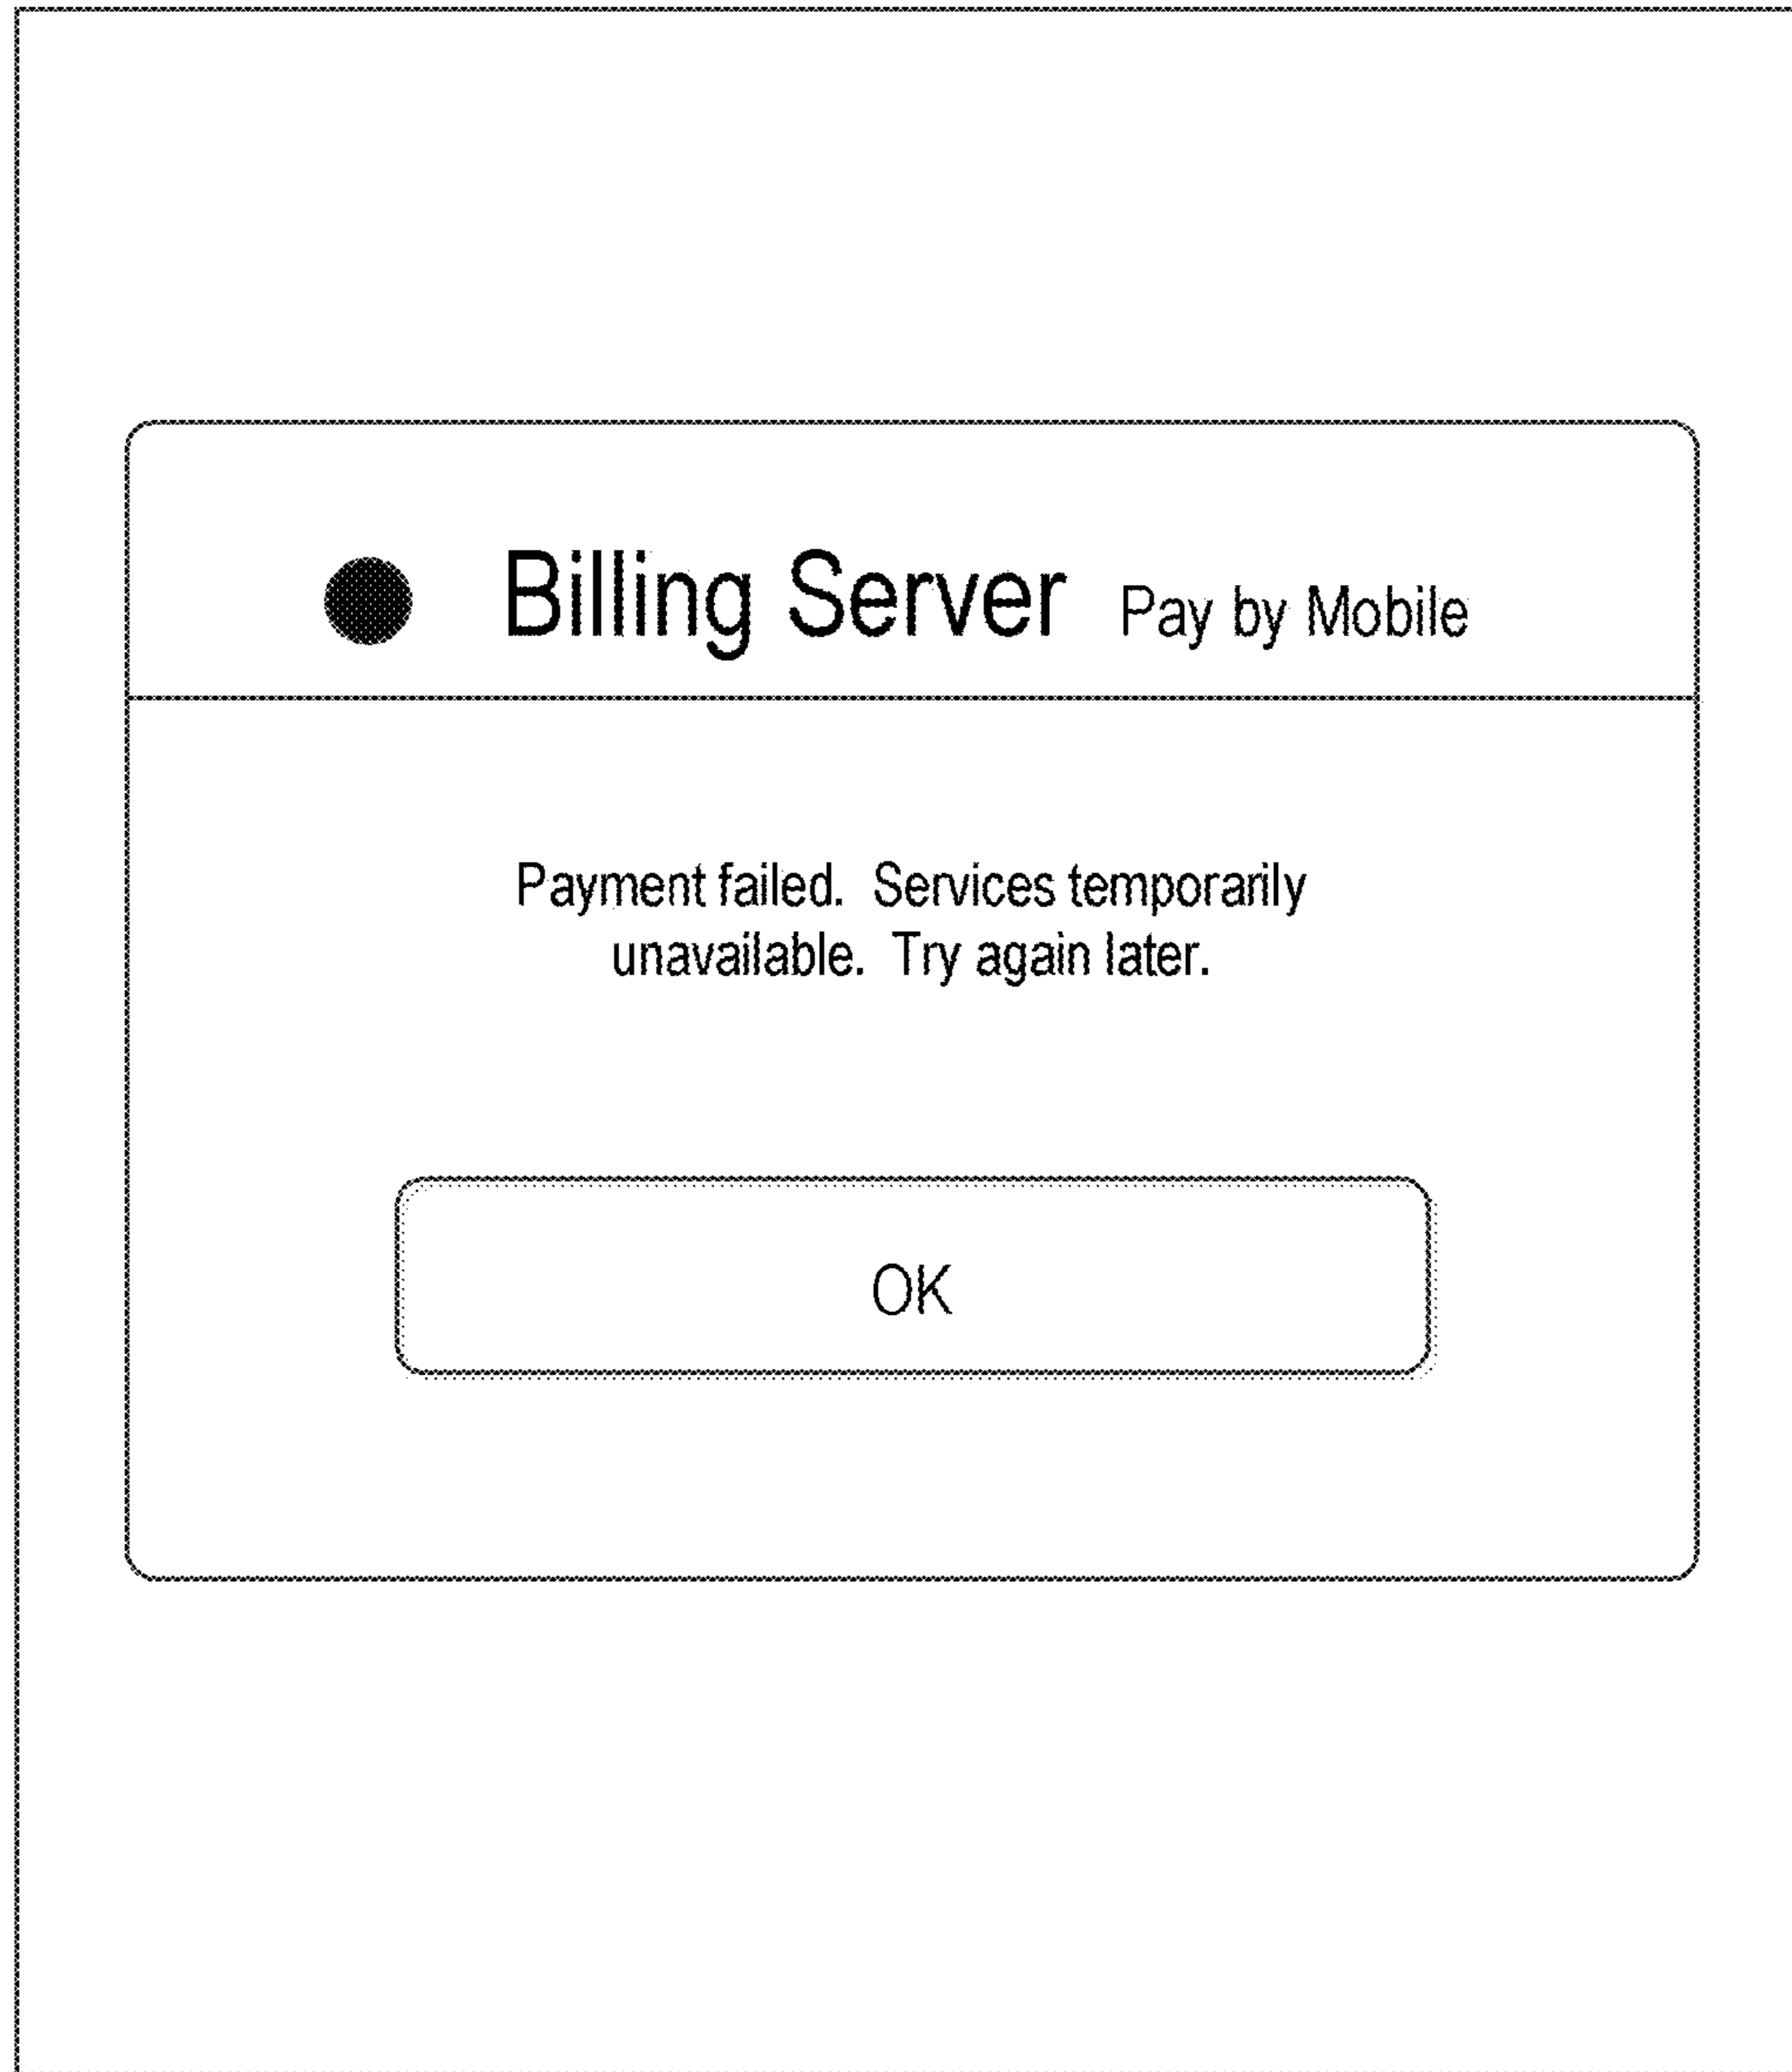 Billing Server Pay by Mobile
Payment failed.  Services temporarily
unavailable.  Try again later.
OK